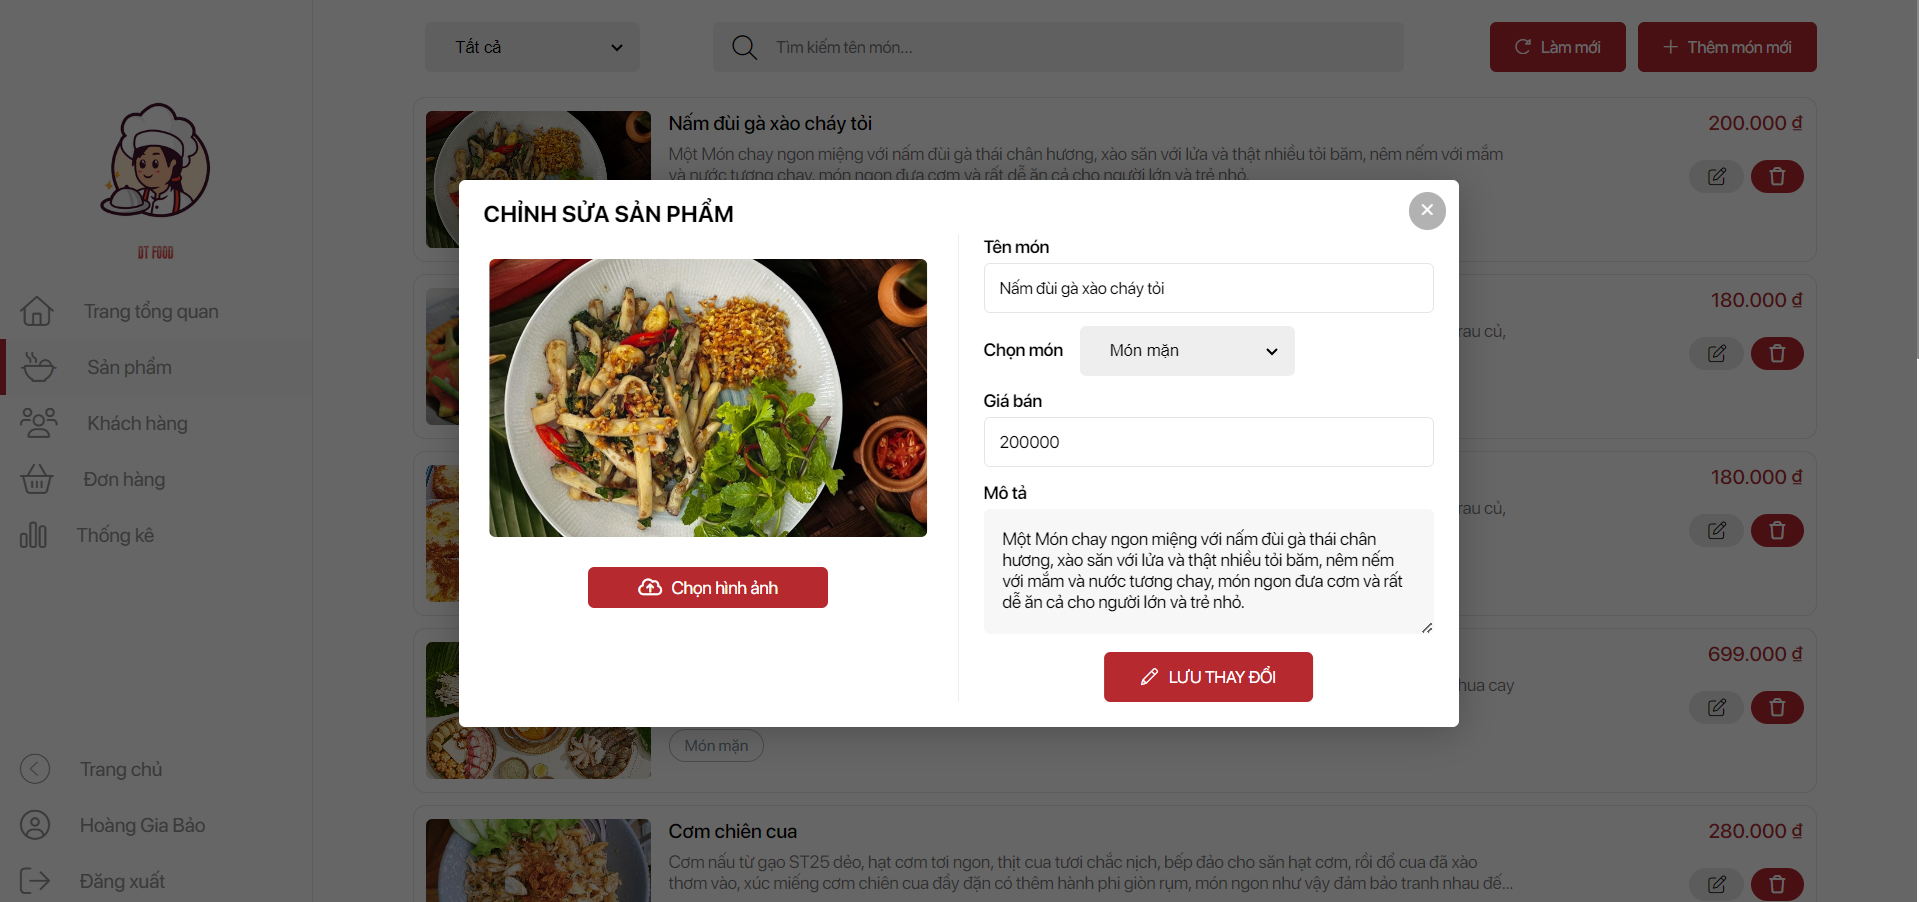 Tất cả
Tìm kiếm tên món...
Làm mới
Thêm món mới
DT FOOD
Trang tổng quan
Sản phẩm
Khách hàng
Đơn hàng
Thống kê
Trang chủ
Hoàng Gia Bảo
Đăng xuất
Nấm đùi gà xào cháy tỏi
200.000 ₫
Một Món chay ngon miệng với nấm đùi gà thái chân hương, xào săn với lửa và thật nhiều tỏi băm, nêm nếm với mắm
và nước tương chay, món ngon đưa cơm và rất dễ ăn cả cho người lớn và trẻ nhỏ.
CHỈNH SỬA SẢN PHẨM
Chọn hình ảnh
Tên món
Nấm đùi gà xào cháy tỏi
Chọn món
Món mặn
Giá bán
200000
Mô tả
Một Món chay ngon miệng với nấm đùi gà thái chân
hương, xào săn với lửa và thật nhiều tỏi băm, nêm nếm
với mắm và nước tương chay, món ngon đưa cơm và rất
dễ ăn cả cho người lớn và trẻ nhỏ.
LƯU THAY ĐỔI
180.000 ₫
rau củ,
180.000 ₫
rau củ,
699.000 ₫
hua cay
Món mặn
Cơm chiên cua
280.000 ₫
Cơm nấu từ gạo ST25 dẻo, hạt cơm tơi ngon, thịt cua tươi chắc nịch, bếp đảo cho săn hạt cơm, rồi đổ cua đã xào
thơm vào, xúc miếng cơm chiên cua đầy đặn có thêm hành phi giòn rụm, món ngon như vậy đảm bảo tranh nhau đế...